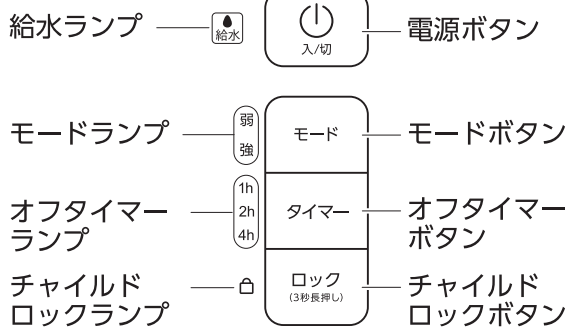 給水ランプ
給水
入/切
電源ボタン
モードランプ
弱
強
モード
モードボタン
オフタイマー
ランプ
1h
2h
4h
タイマー
オフタイマー
ボタン
チャイルド
ロックランプ
ロック
(3秒長押し)
チャイルド
ロックボタン